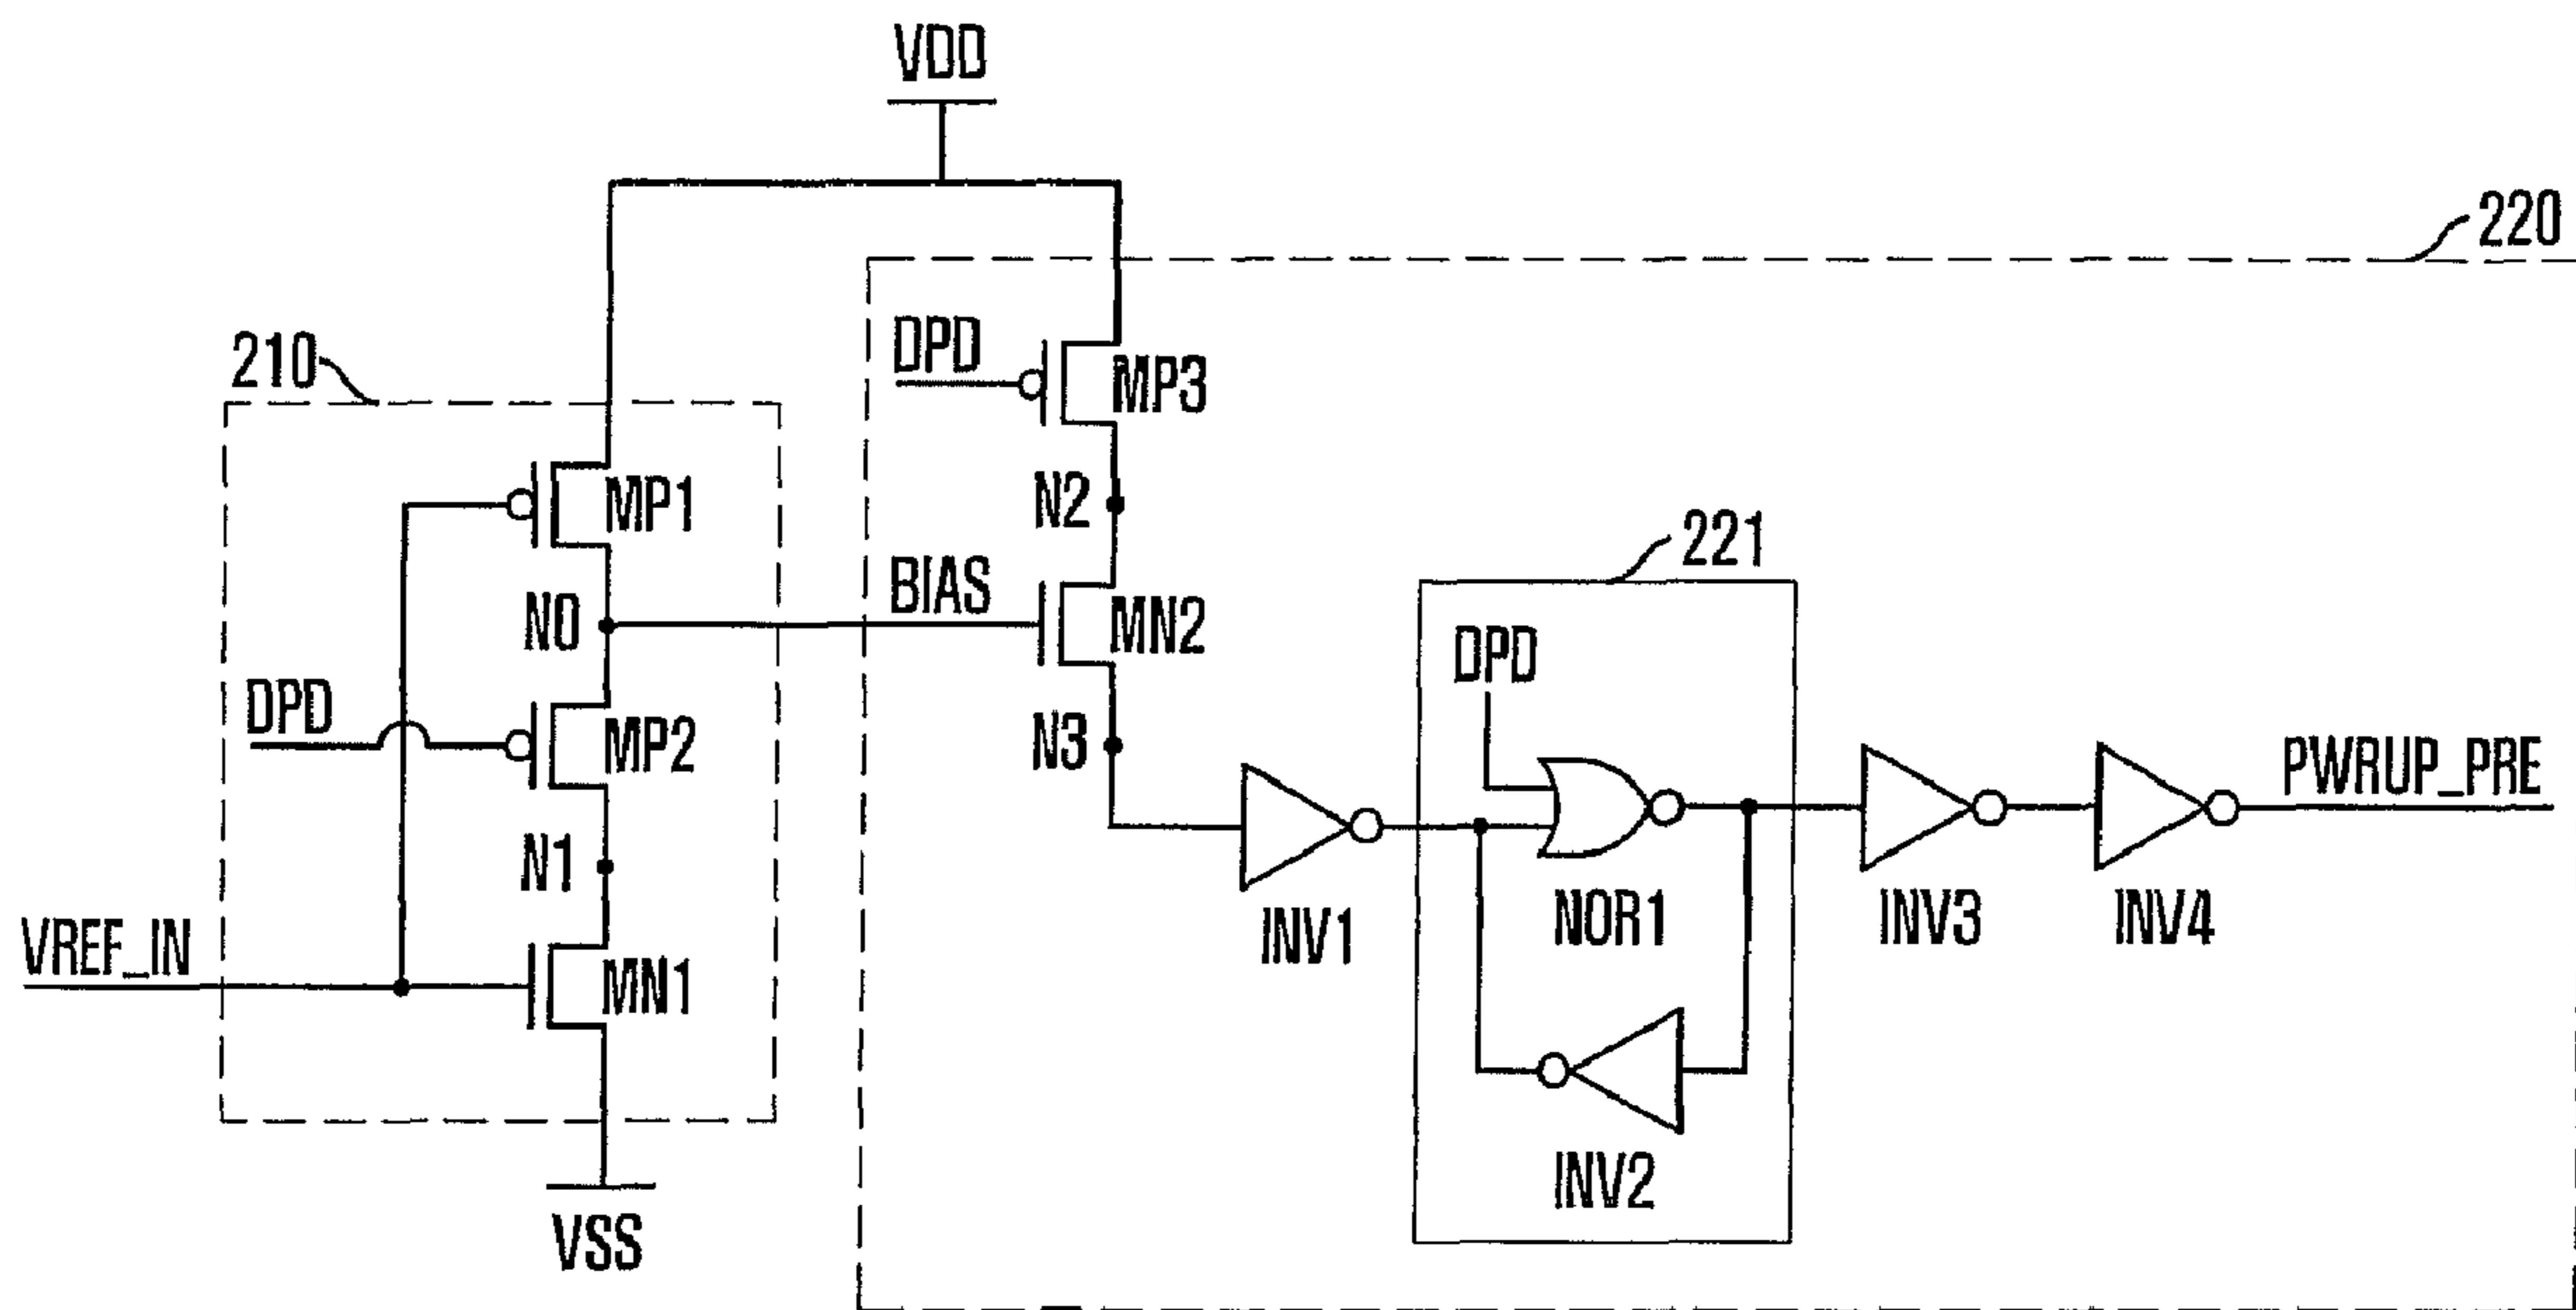 VDD
220
DPD
210
MP3
MP1
N2
221
BIAS
N0
MN2
DPD
DPD
MP2
N3
PWRUP_PRE
N1
VREF_IN
NOR1
INV3
INV4
INV1
MN1
INV2
VSS